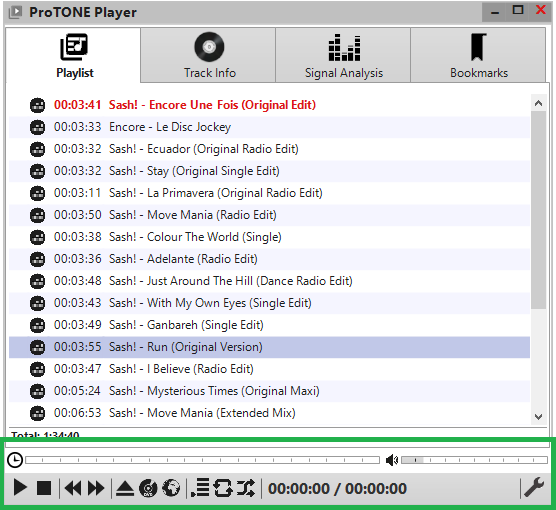 ProTONE Player
Playlist Track Info Signal Analysis Bookmarks
00:03:41 Sash! - Encore Une Fois (Original Edit)
00:03:33 Encore - Le Disc Jockey
00:03:32 Sash! - Ecuador (Original Radio Edit)
00:03:32 Sash! - Stay (Original Single Edit)
00:03:11 Sash! - La Primavera (Original Radio Edit)
00:03:50 Sash! - Move Mania (Radio Edit)
00:03:38 Sash! - Colour The World (Single)
00:03:36 Sash! - Adelante (Radio Edit)
00:03:48 Sash! - Just Around The Hill (Dance Radio Edit)
00:03:43 Sash! - With My Own Eyes (Single Edit)
00:03:49 Sash! - Ganbareh (Single Edit)
00:03:55 Sash! - Run (Original Version)
00:03:47 Sash! - I Believe (Radio Edit)
00:05:24 Sash! - Mysterious Times (Original Maxi)
00:06:53 Sash! - Move Mania (Extended Mix)
Total: 1:34:40
DVD 00:00:00 / 00:00:00